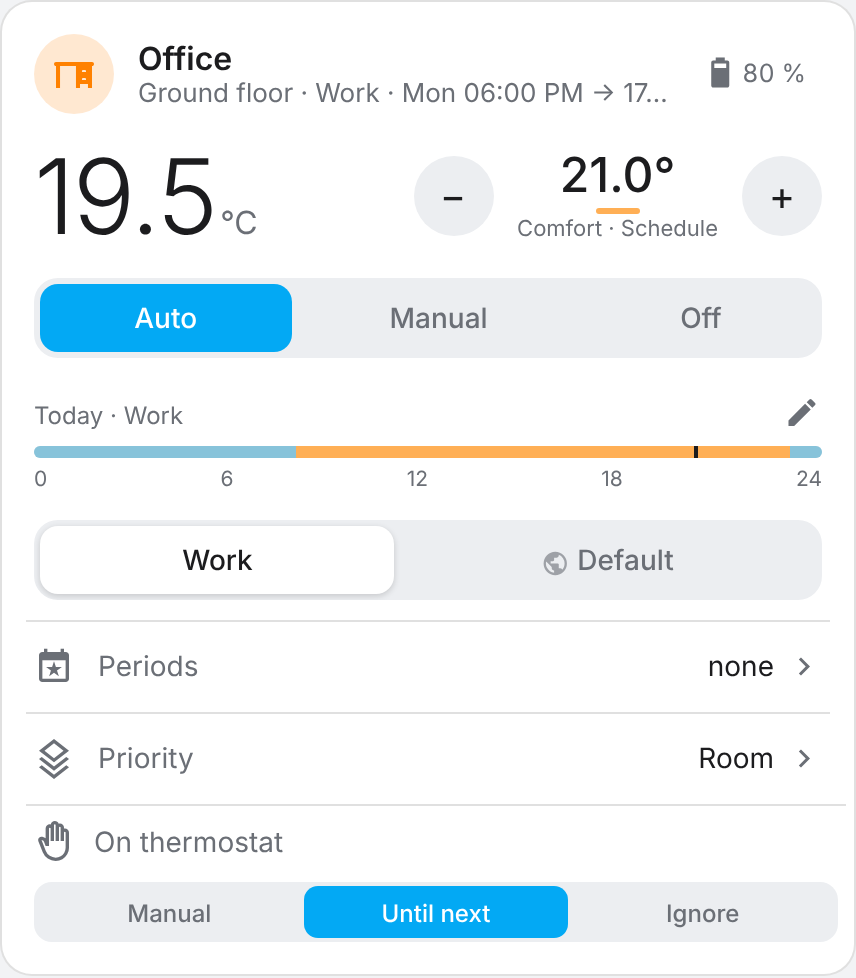 Office
Ground floor · Work · Mon 06:00 PM → 17...
80 %
19.5 °C
−
21.0°
+
Comfort · Schedule
Auto
Manual
Off
Today · Work
0 6 12 18 24
Work
Default
Periods
none
Priority
Room
On thermostat
Manual
Until next
Ignore